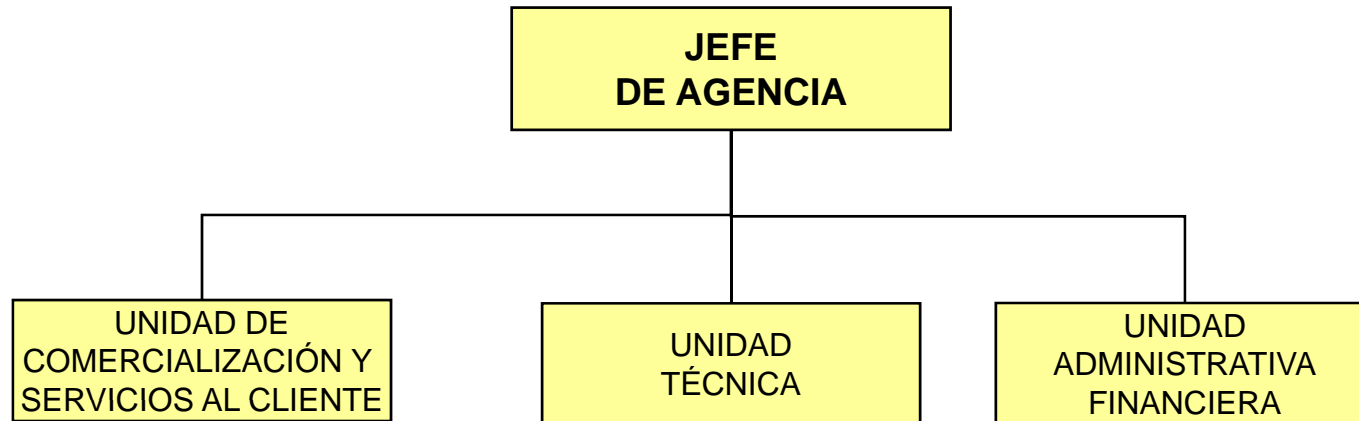 JEFE
DE AGENCIA
UNIDAD DE
COMERCIALIZACIÓN Y
SERVICIOS AL CLIENTE
UNIDAD
TÉCNICA
UNIDAD
ADMINISTRATIVA
FINANCIERA